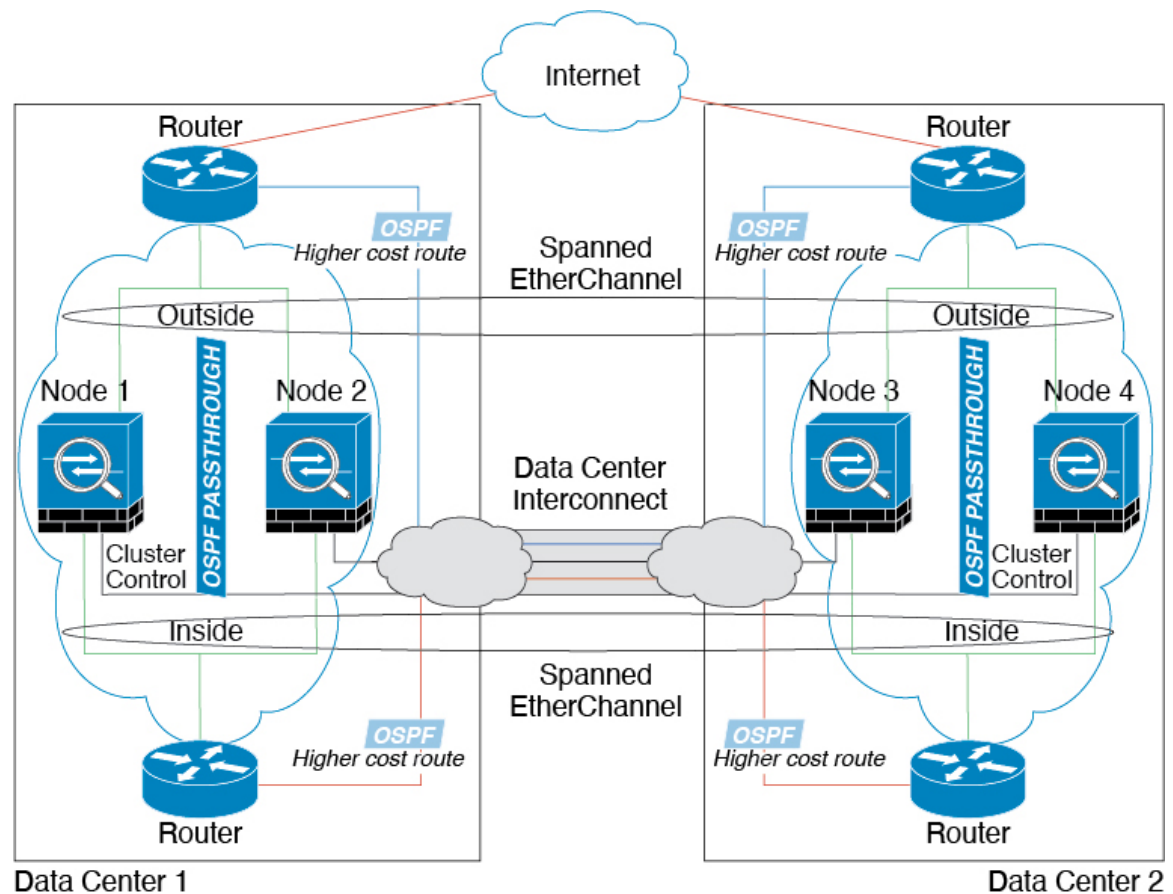 Internet
Router
Router
OSPF
Higher cost route
OSPF
Higher cost route
Spanned
EtherChannel
Outside
Outside
Node 1
Node 2
Node 3
Node 4
OSPF PASSTHROUGH
OSPF PASSTHROUGH
Data Center
Interconnect
Cluster
Control
Cluster
Control
Inside
Inside
Spanned
EtherChannel
OSPF
Higher cost route
OSPF
Higher cost route
Router
Router
Data Center 1
Data Center 2